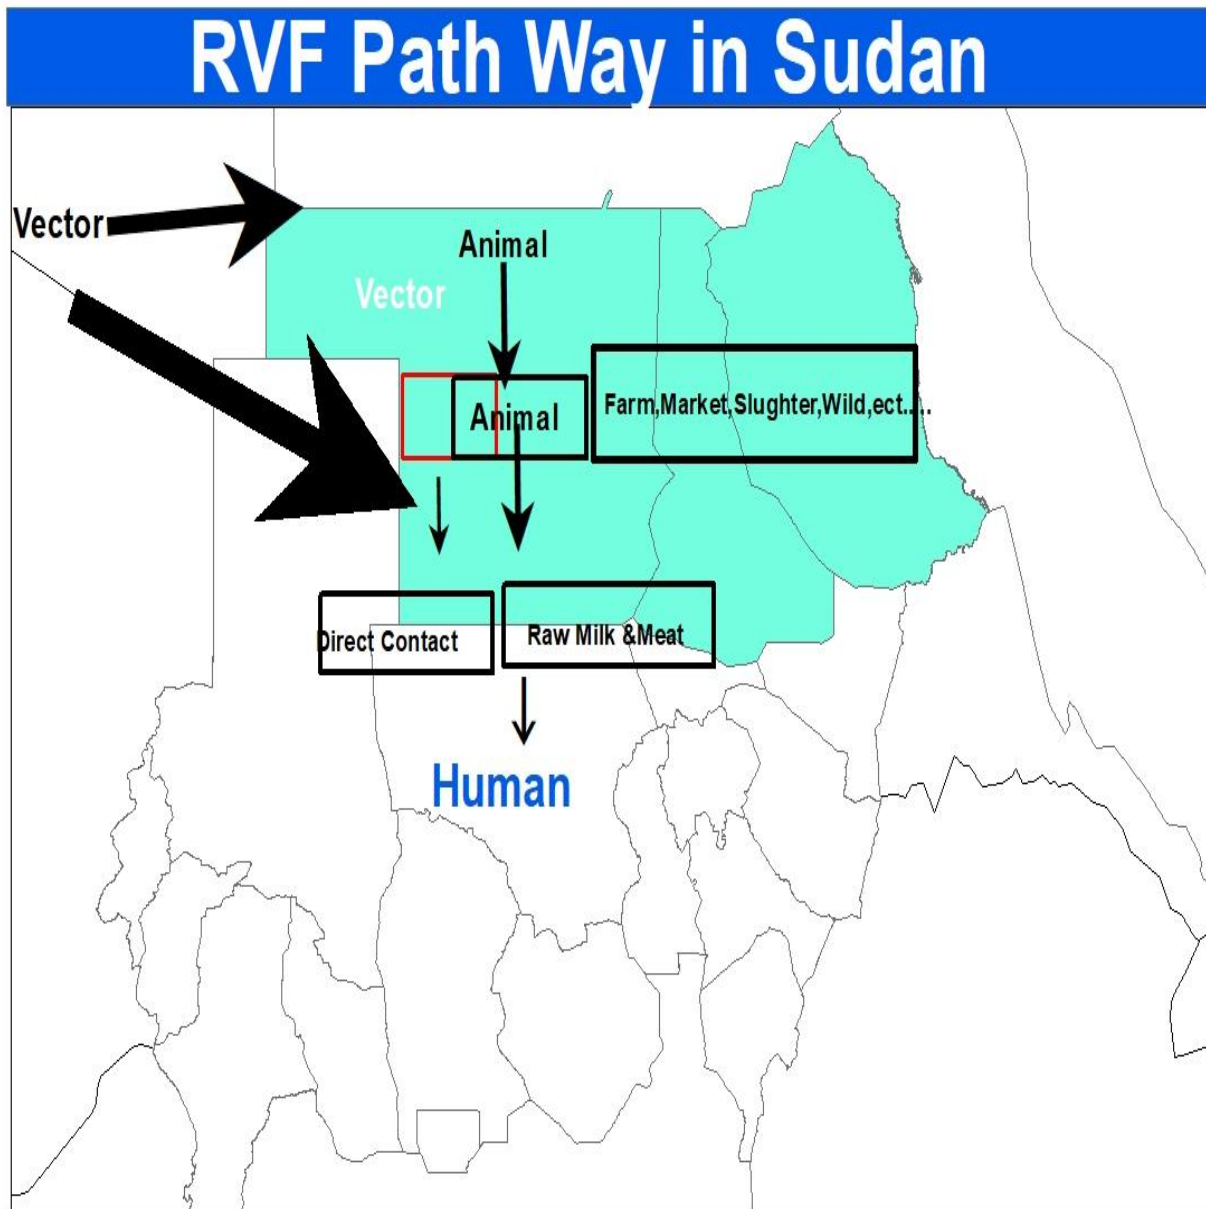 RVF Path Way in Sudan
Vector
Animal
Vector
Animal
Farm,Market,Slughter,Wild,ect.....
Direct Contact
Raw Milk &Meat
Human